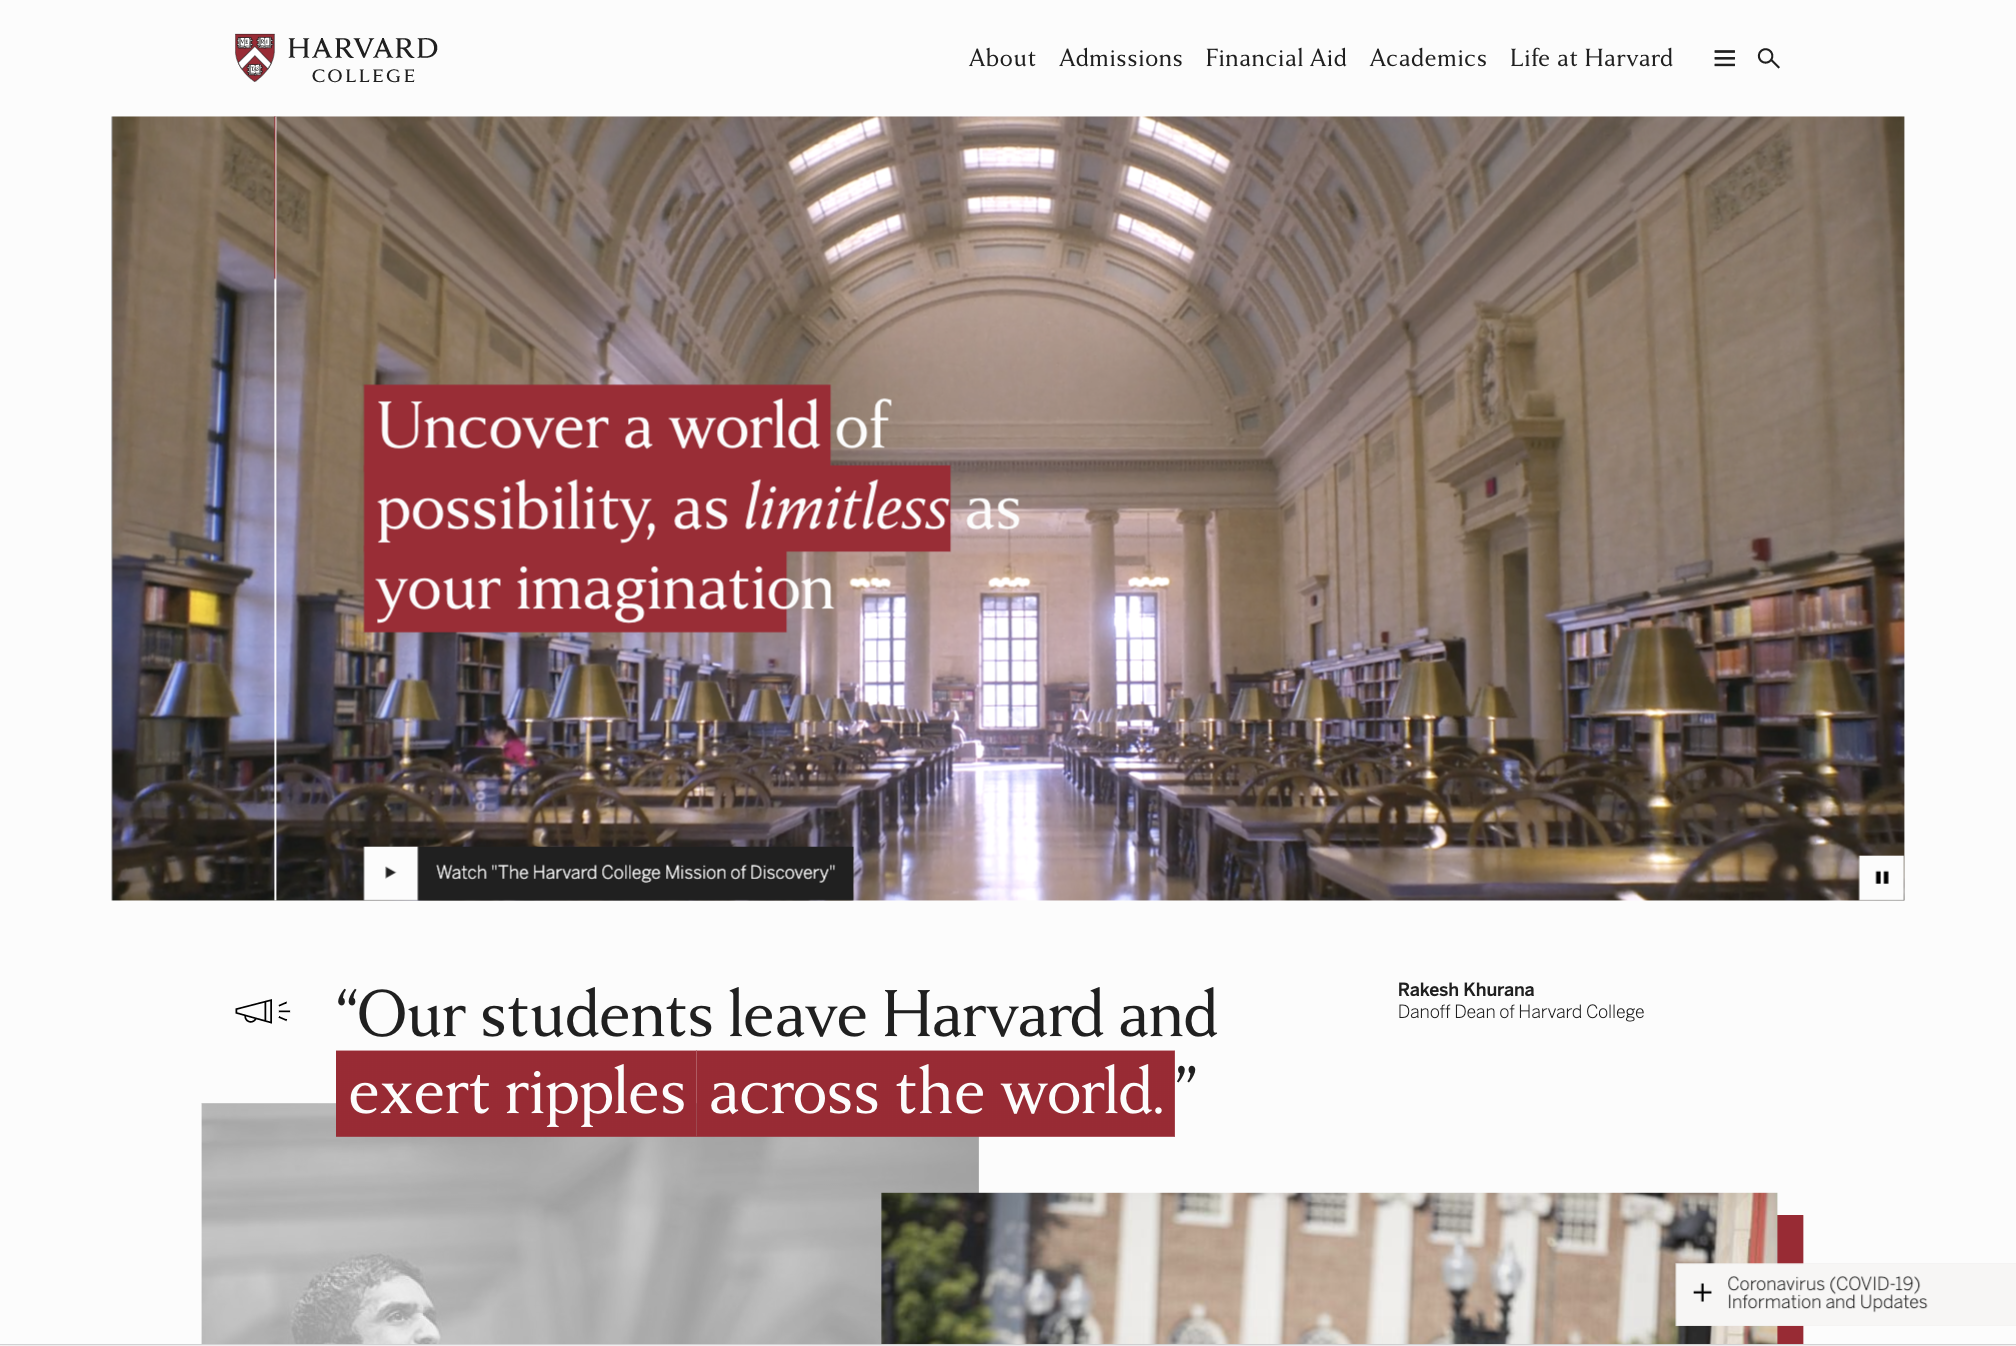 HARVARD
COLLEGE
About Admissions Financial Aid Academics Life at Harvard
Uncover a world of
possibility, as limitless as
your imagination
Watch "The Harvard College Mission of Discovery"
“Our students leave Harvard and
exert ripples across the world.”
Rakesh Khurana
Danoff Dean of Harvard College
Coronavirus (COVID-19)
Information and Updates